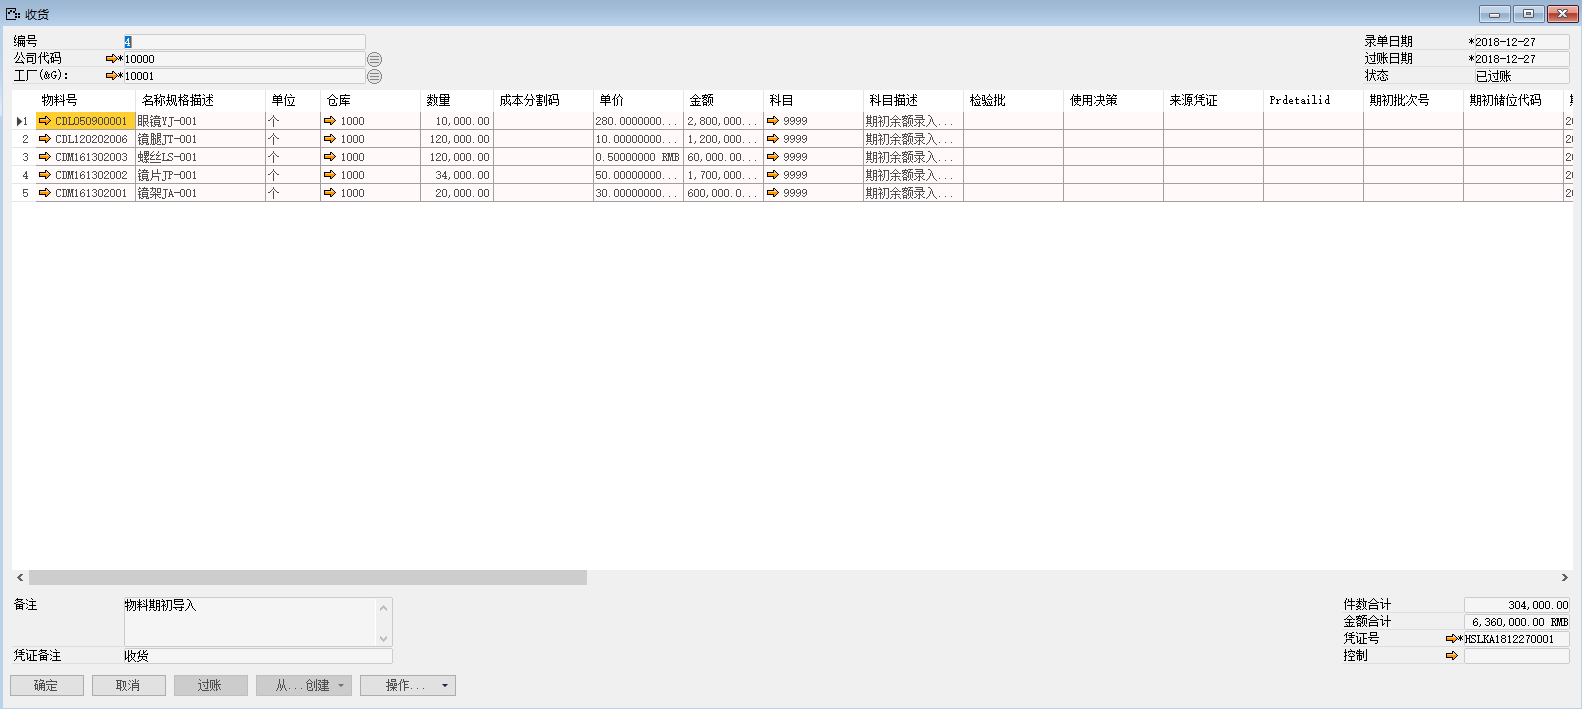 收货
编号 4
公司代码 *10000
工厂(&G): *10001
录单日期 *2018-12-27
过账日期 *2018-12-27
状态 已过账
物料号 名称规格描述 单位 仓库 数量 成本分割码 单价 金额 科目 科目描述 检验批 使用决策 来源凭证 Prdetailid 期初批次号 期初储位代码
1 CDL050900001 眼镜YJ-001 个 1000 10,000.00 280.0000000... 2,800,000... 9999 期初余额录入...
2 CDL120202006 镜腿JT-001 个 1000 120,000.00 10.00000000... 1,200,000... 9999 期初余额录入...
3 CDM161302003 螺丝LS-001 个 1000 120,000.00 0.50000000 RMB 60,000.00... 9999 期初余额录入...
4 CDM161302002 镜片JP-001 个 1000 34,000.00 50.00000000... 1,700,000... 9999 期初余额录入...
5 CDM161302001 镜架JA-001 个 1000 20,000.00 30.00000000... 600,000.0... 9999 期初余额录入...
备注 物料期初导入
凭证备注 收货
件数合计 304,000.00
金额合计 6,360,000.00 RMB
凭证号 *HSLKA1812270001
控制
确定 取消 过账 从...创建 操作...